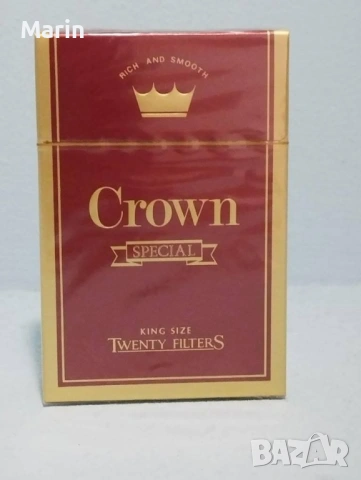 Marin
RICH AND SMOOTH
Crown
SPECIAL
KING SIZE
TWENTY FILTERS
BAZAR